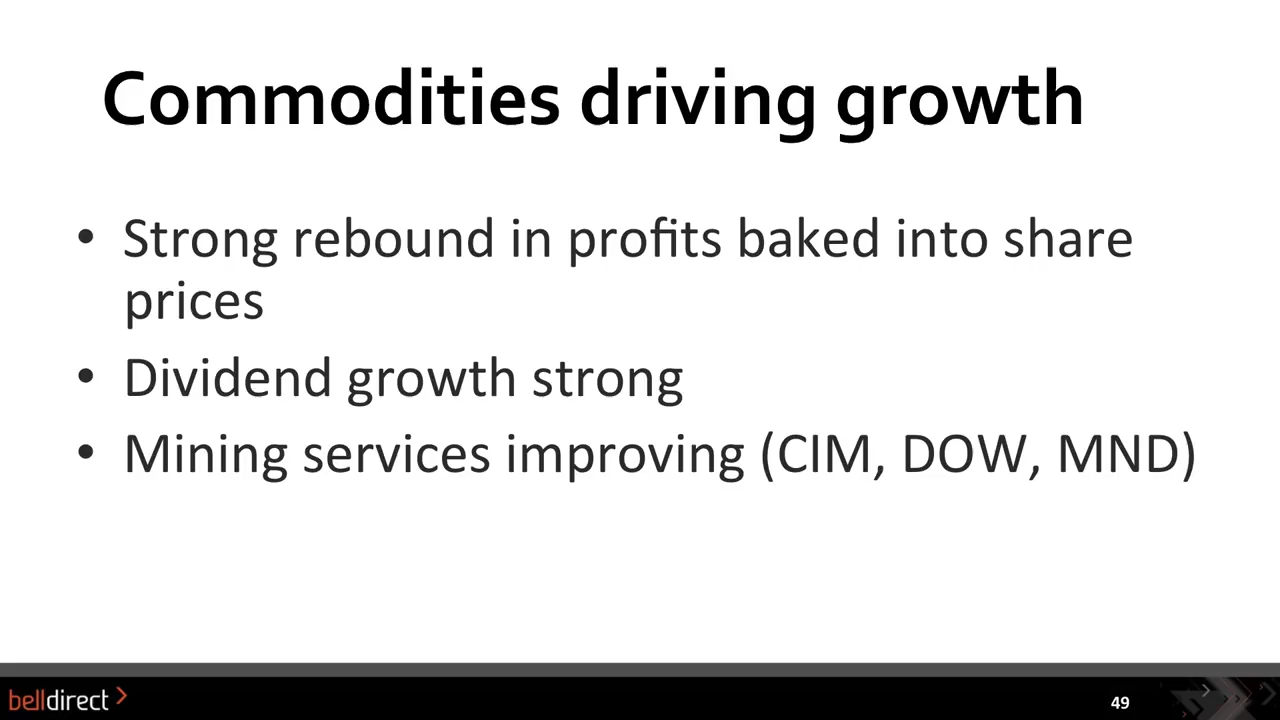 Commodities driving growth
• Strong rebound in profits baked into share
prices
• Dividend growth strong
• Mining services improving (CIM, DOW, MND)
belldirect
49